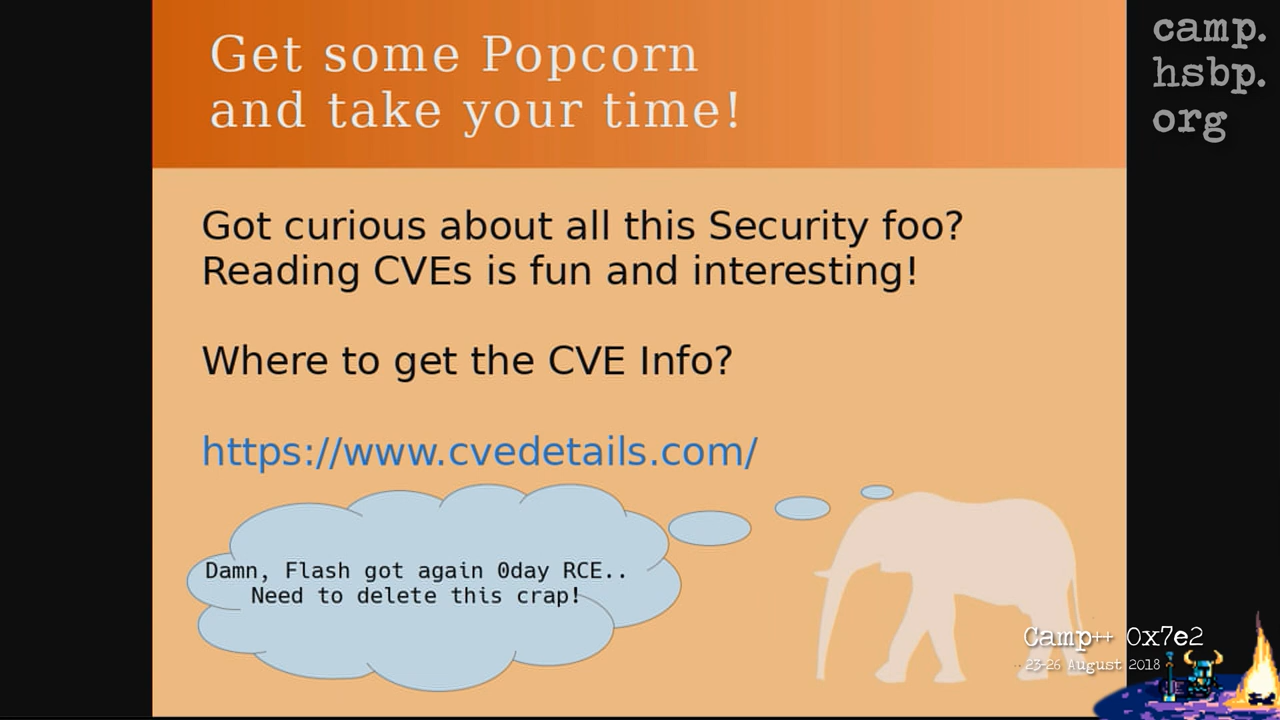 Get some Popcorn
and take your time!
camp.
hsbp.
org
Got curious about all this Security foo?
Reading CVEs is fun and interesting!
Where to get the CVE Info?
https://www.cvedetails.com/
Damn, Flash got again 0day RCE..
Need to delete this crap!
Camp++ 0x7e2
23-26 August 2018